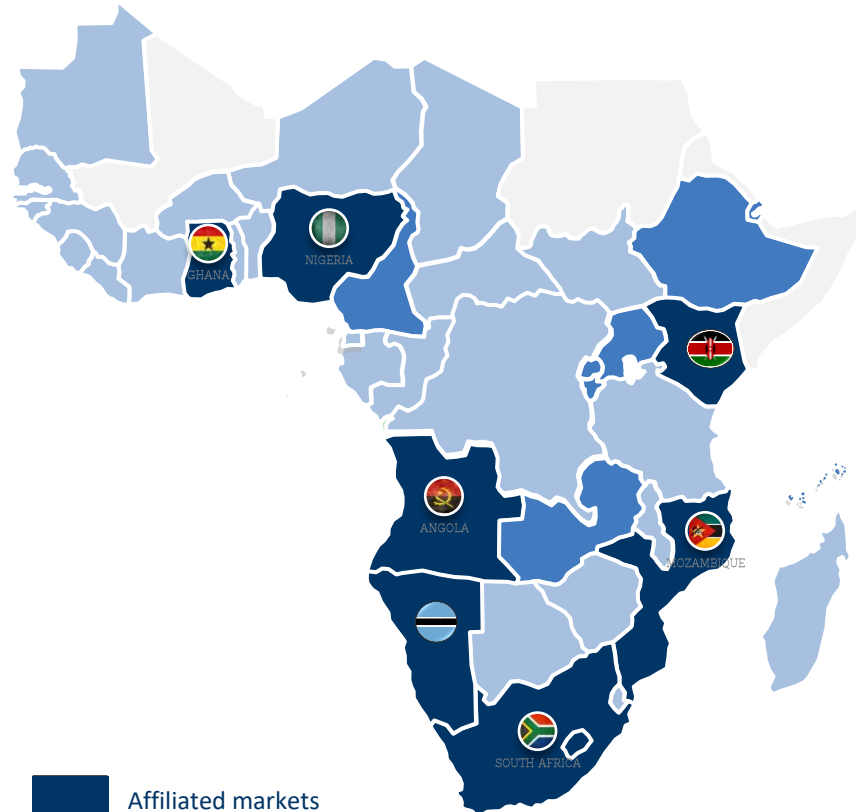 NIGERIA
GHANA
ANGOLA
MOZAMBIQUE
SOUTH AFRICA
Affiliated markets